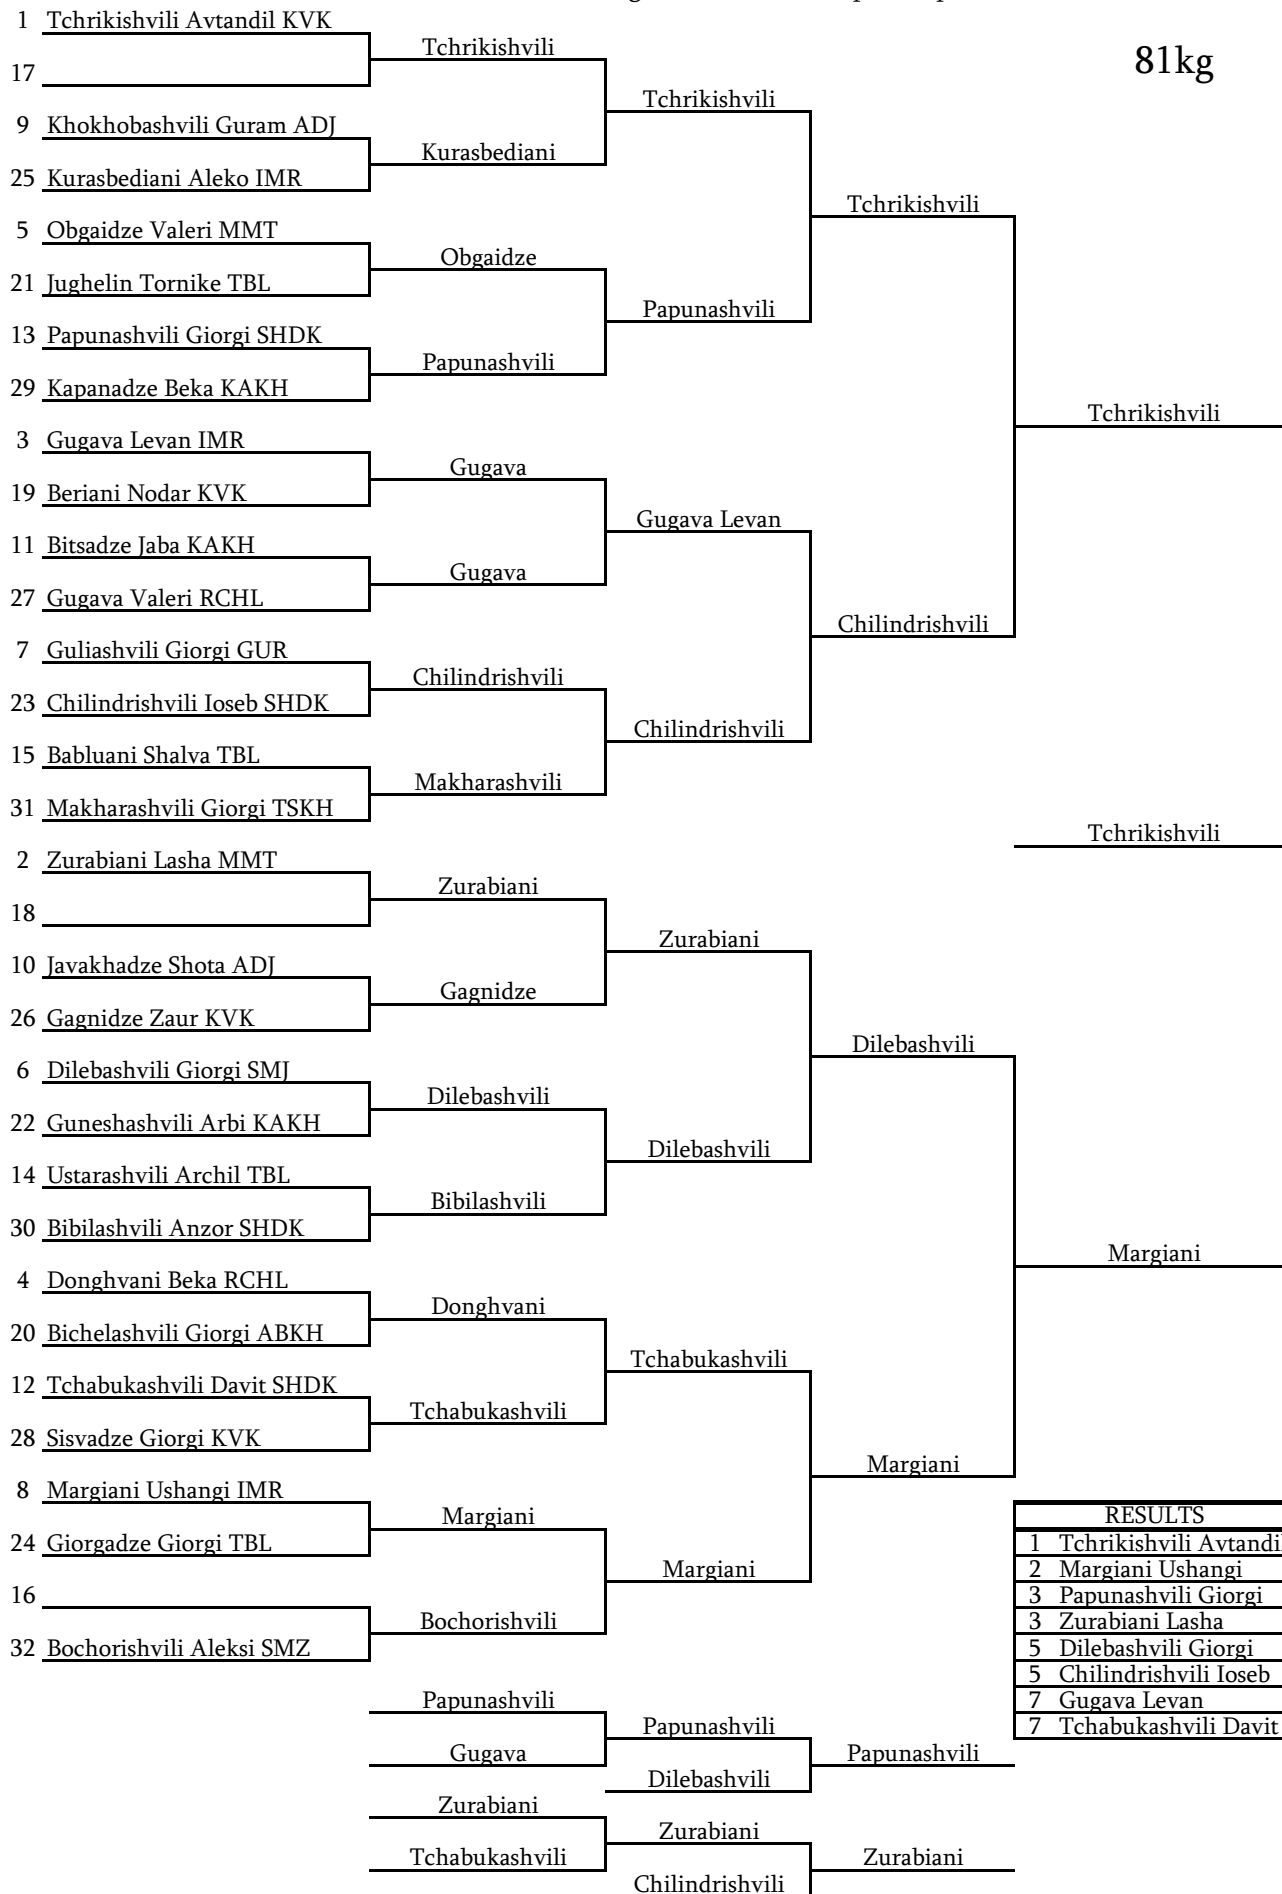 81kg
1 Tchrikishvili Avtandil KVK
17
9 Khokhobashvili Guram ADJ
25 Kurasbediani Aleko IMR
5 Obgaidze Valeri MMT
21 Jughelin Tornike TBL
13 Papunashvili Giorgi SHDK
29 Kapanadze Beka KAKH
3 Gugava Levan IMR
19 Beriani Nodar KVK
11 Bitsadze Jaba KAKH
27 Gugava Valeri RCHL
7 Guliashvili Giorgi GUR
23 Chilindrishvili Ioseb SHDK
15 Babluani Shalva TBL
31 Makharashvili Giorgi TSKH
2 Zurabiani Lasha MMT
18
10 Javakhadze Shota ADJ
26 Gagnidze Zaur KVK
6 Dilebashvili Giorgi SMJ
22 Guneshashvili Arbi KAKH
14 Ustarashvili Archil TBL
30 Bibilashvili Anzor SHDK
4 Donghvani Beka RCHL
20 Bichelashvili Giorgi ABKH
12 Tchabukashvili Davit SHDK
28 Sisvadze Giorgi KVK
8 Margiani Ushangi IMR
24 Giorgadze Giorgi TBL
16
32 Bochorishvili Aleksi SMZ
Tchrikishvili
Kurasbediani
Obgaidze
Papunashvili
Gugava
Gugava
Chilindrishvili
Makharashvili
Zurabiani
Gagnidze
Dilebashvili
Bibilashvili
Donghvani
Tchabukashvili
Margiani
Bochorishvili
Tchrikishvili
Papunashvili
Gugava Levan
Chilindrishvili
Zurabiani
Dilebashvili
Tchabukashvili
Margiani
Tchrikishvili
Chilindrishvili
Dilebashvili
Margiani
Tchrikishvili
Tchrikishvili
Margiani
Papunashvili
Gugava
Zurabiani
Tchabukashvili
Papunashvili
Dilebashvili
Zurabiani
Chilindrishvili
Papunashvili
Zurabiani
RESULTS
1 Tchrikishvili Avtandil
2 Margiani Ushangi
3 Papunashvili Giorgi
3 Zurabiani Lasha
5 Dilebashvili Giorgi
5 Chilindrishvili Ioseb
7 Gugava Levan
7 Tchabukashvili Davit